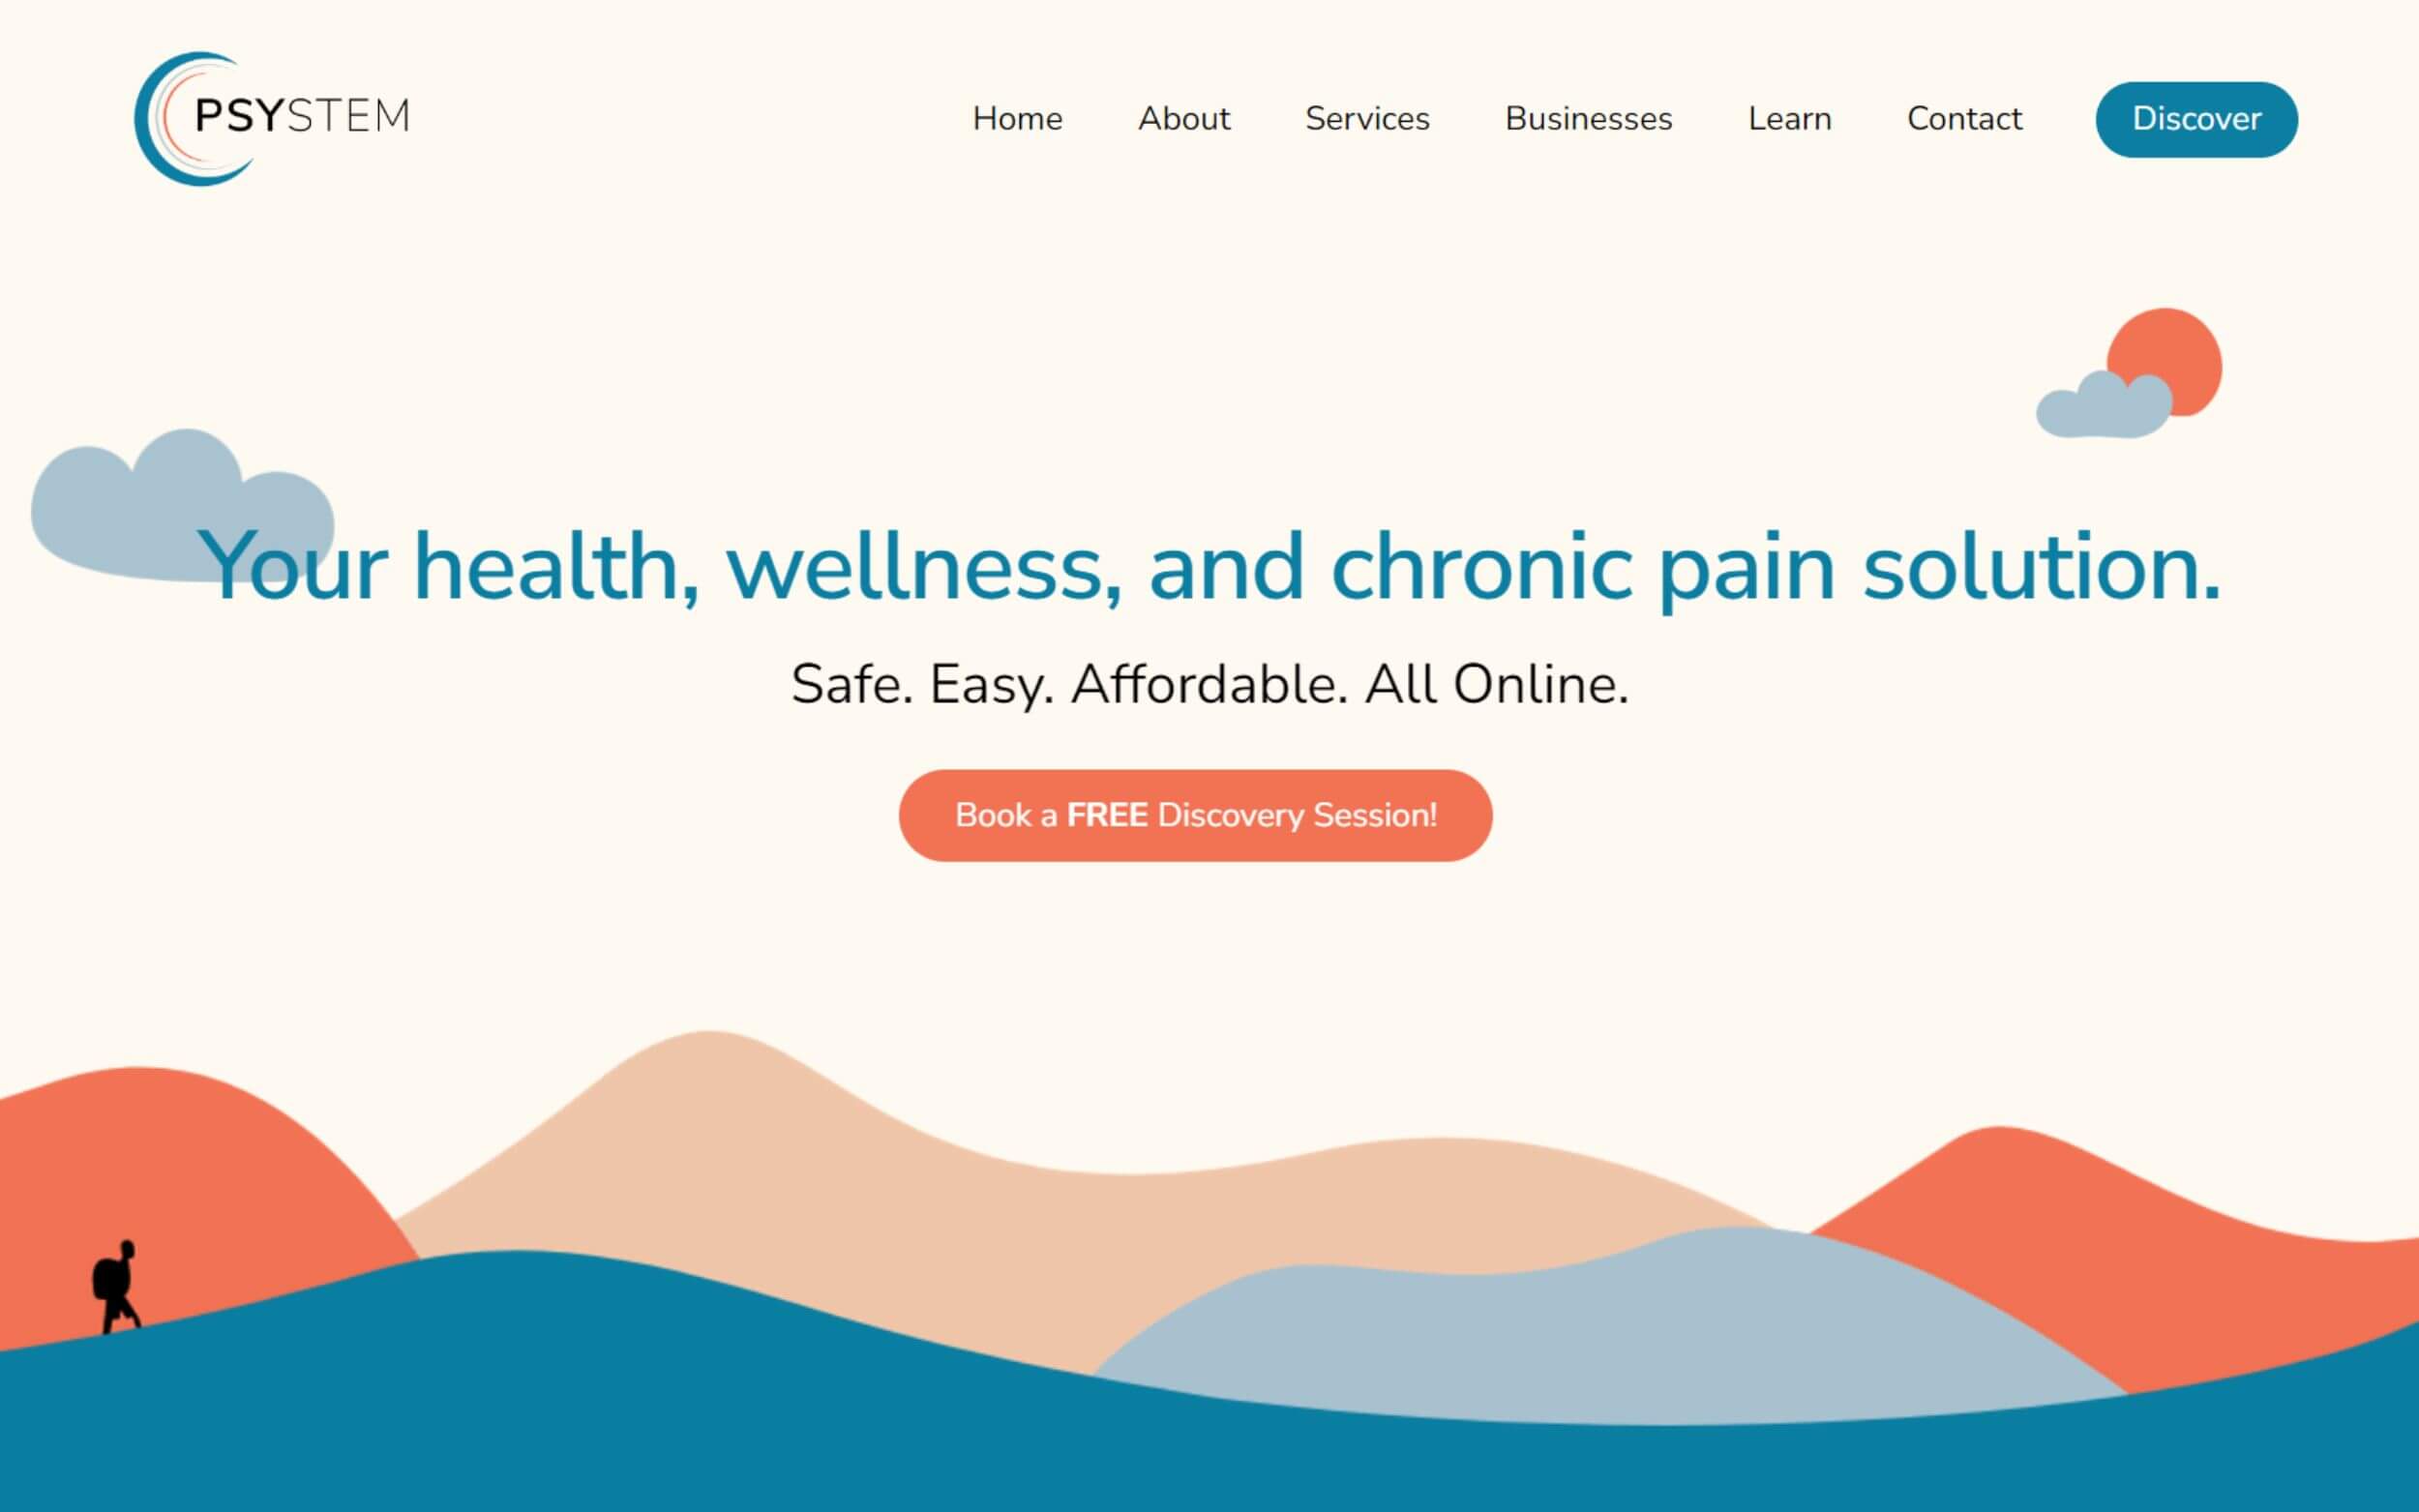 PSYSTEM
Home About Services Businesses Learn Contact Discover
Your health, wellness, and chronic pain solution.
Safe. Easy. Affordable. All Online.
Book a FREE Discovery Session!